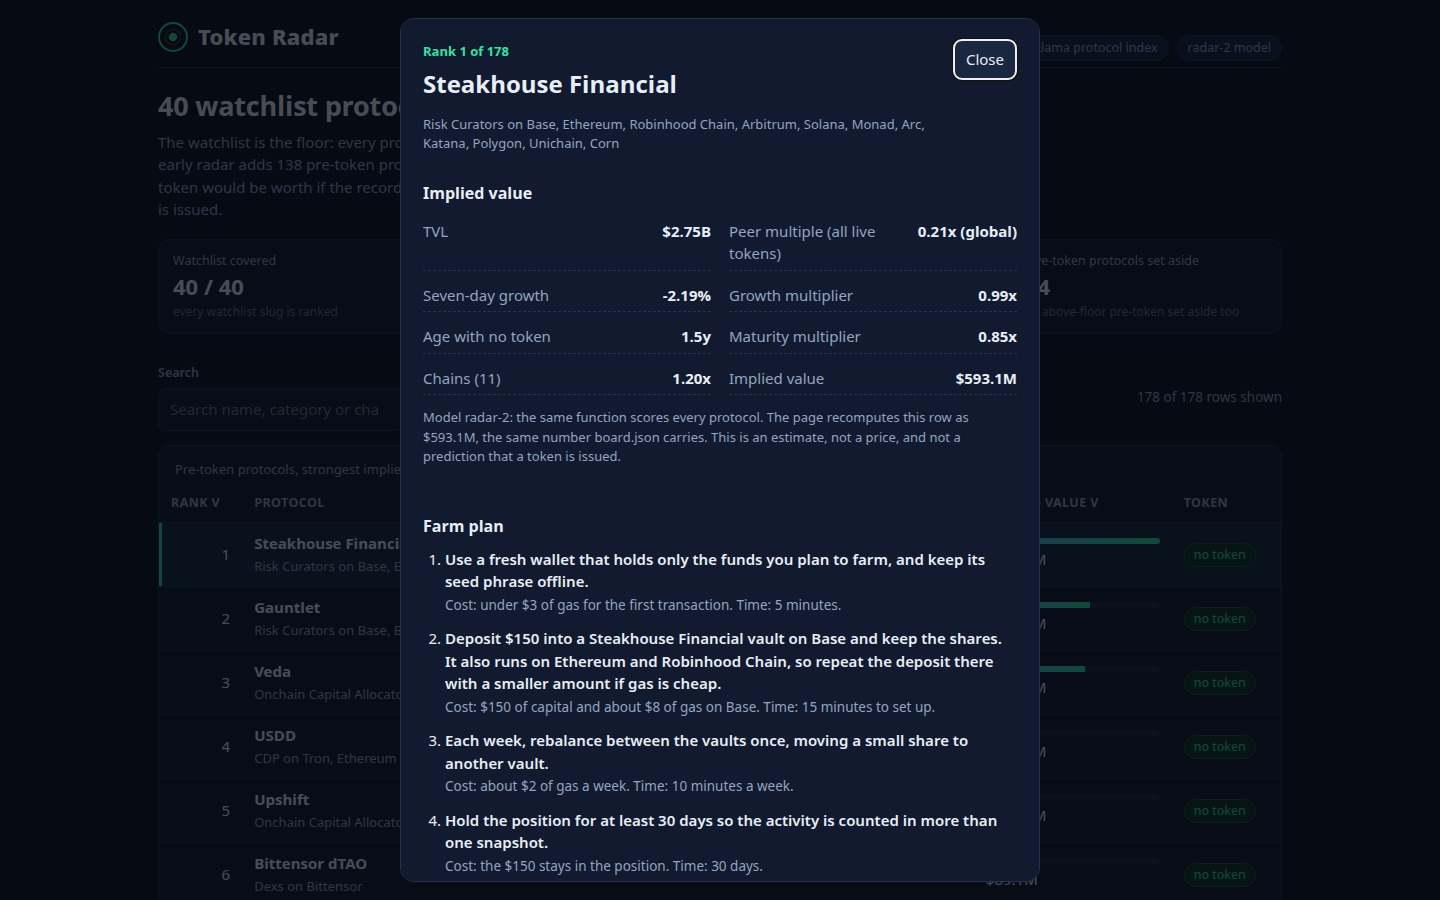 Token Radar
lama protocol index
radar-2 model
40 watchlist proto
The watchlist is the floor: every pro
early radar adds 138 pre-token pro
token would be worth if the record
is issued.
Watchlist covered
40 / 40
every watchlist slug is ranked
e-token protocols set aside
4
above-floor pre-token set aside too
Search
Search name, category or cha
178 of 178 rows shown
Pre-token protocols, strongest implie
RANK V
PROTOCOL
VALUE V
TOKEN
1
Steakhouse Financi
Risk Curators on Base, E
M
no token
2
Gauntlet
Risk Curators on Base, E
M
no token
3
Veda
Onchain Capital Allocato
M
no token
4
USDD
CDP on Tron, Ethereum
M
no token
5
Upshift
Onchain Capital Allocato
M
no token
6
Bittensor dTAO
Dexs on Bittensor
no token
Rank 1 of 178
Close
Steakhouse Financial
Risk Curators on Base, Ethereum, Robinhood Chain, Arbitrum, Solana, Monad, Arc,
Katana, Polygon, Unichain, Corn
Implied value
TVL
$2.75B
Peer multiple (all live
tokens)
0.21x (global)
Seven-day growth
-2.19%
Growth multiplier
0.99x
Age with no token
1.5y
Maturity multiplier
0.85x
Chains (11)
1.20x
Implied value
$593.1M
Model radar-2: the same function scores every protocol. The page recomputes this row as
$593.1M, the same number board.json carries. This is an estimate, not a price, and not a
prediction that a token is issued.
Farm plan
1. Use a fresh wallet that holds only the funds you plan to farm, and keep its
seed phrase offline.
Cost: under $3 of gas for the first transaction. Time: 5 minutes.
2. Deposit $150 into a Steakhouse Financial vault on Base and keep the shares.
It also runs on Ethereum and Robinhood Chain, so repeat the deposit there
with a smaller amount if gas is cheap.
Cost: $150 of capital and about $8 of gas on Base. Time: 15 minutes to set up.
3. Each week, rebalance between the vaults once, moving a small share to
another vault.
Cost: about $2 of gas a week. Time: 10 minutes a week.
4. Hold the position for at least 30 days so the activity is counted in more than
one snapshot.
Cost: the $150 stays in the position. Time: 30 days.